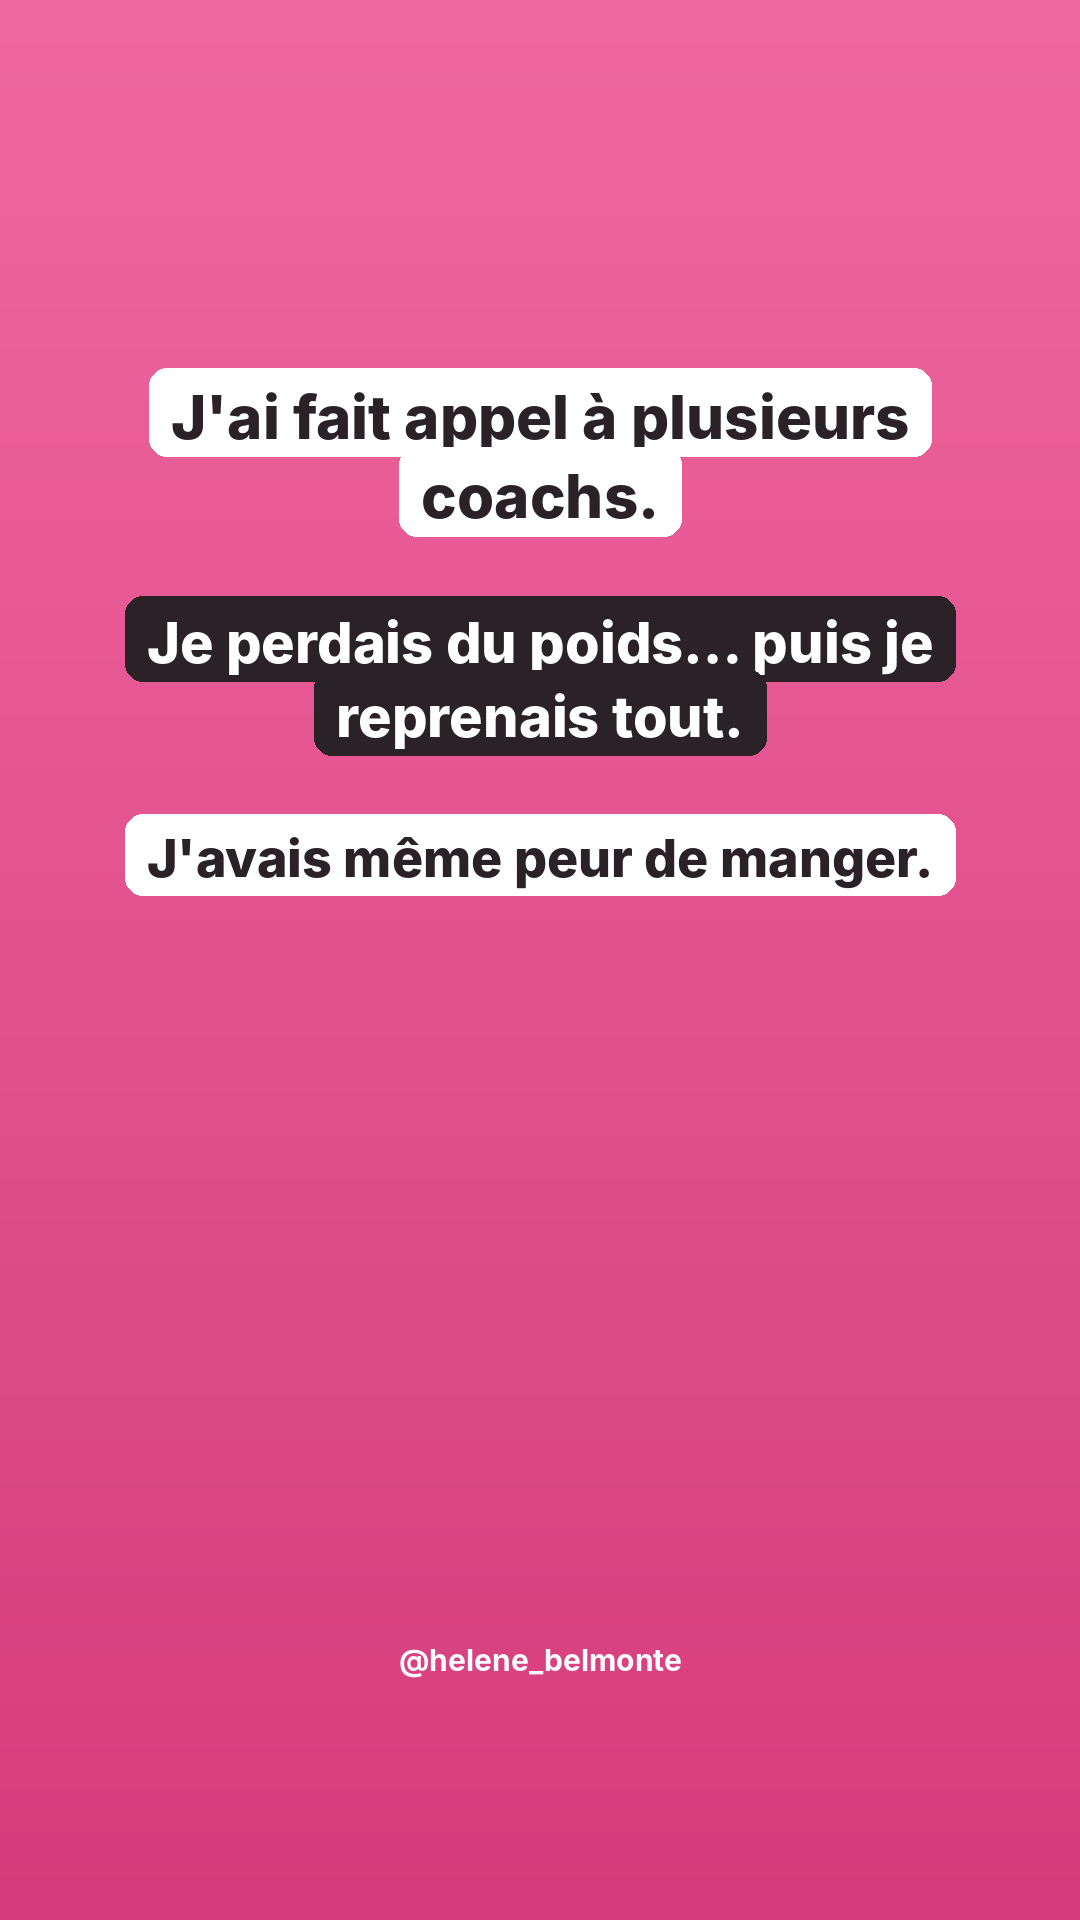 J'ai fait appel à plusieurs
coachs.
Je perdais du poids... puis je
reprenais tout.
J'avais même peur de manger.
@helene_belmonte